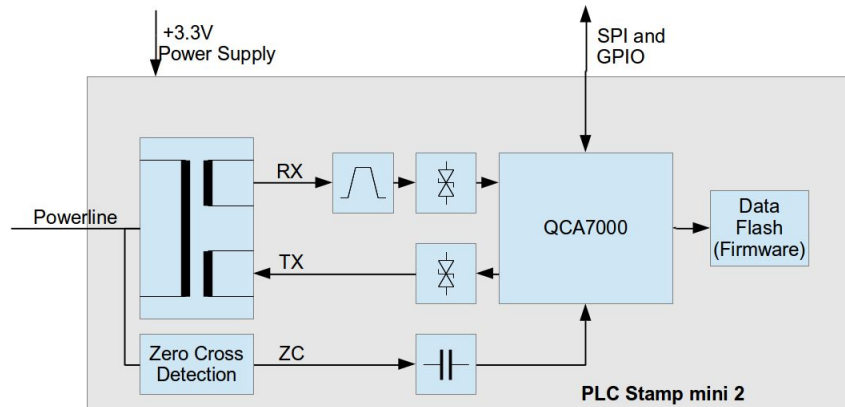 +3.3V
Power Supply
SPI and
GPIO
RX
Powerline
QCA7000
Data
Flash
(Firmware)
TX
Zero Cross
Detection
ZC
PLC Stamp mini 2